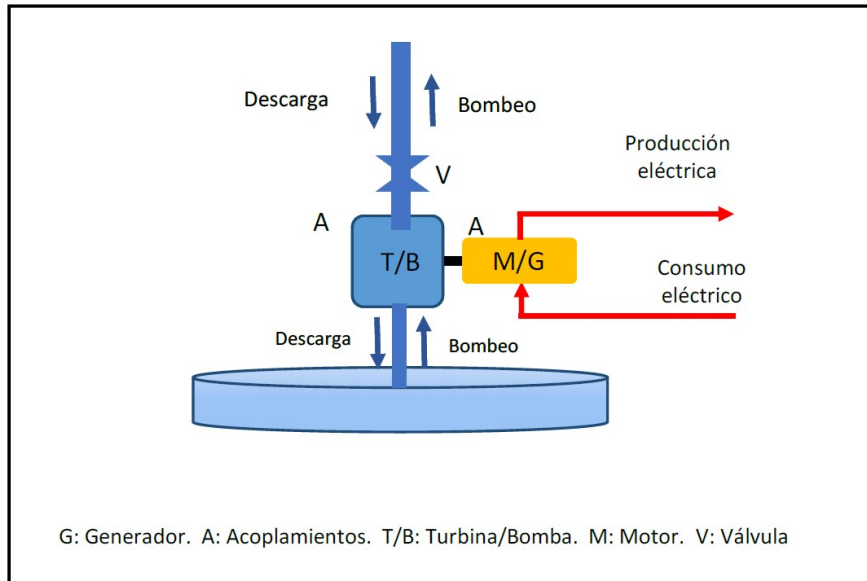 Descarga
Bombeo
Producción
eléctrica
V
A
A
T/B
M/G
Consumo
eléctrico
Descarga
Bombeo
G: Generador. A: Acoplamientos. T/B: Turbina/Bomba. M: Motor. V: Válvula